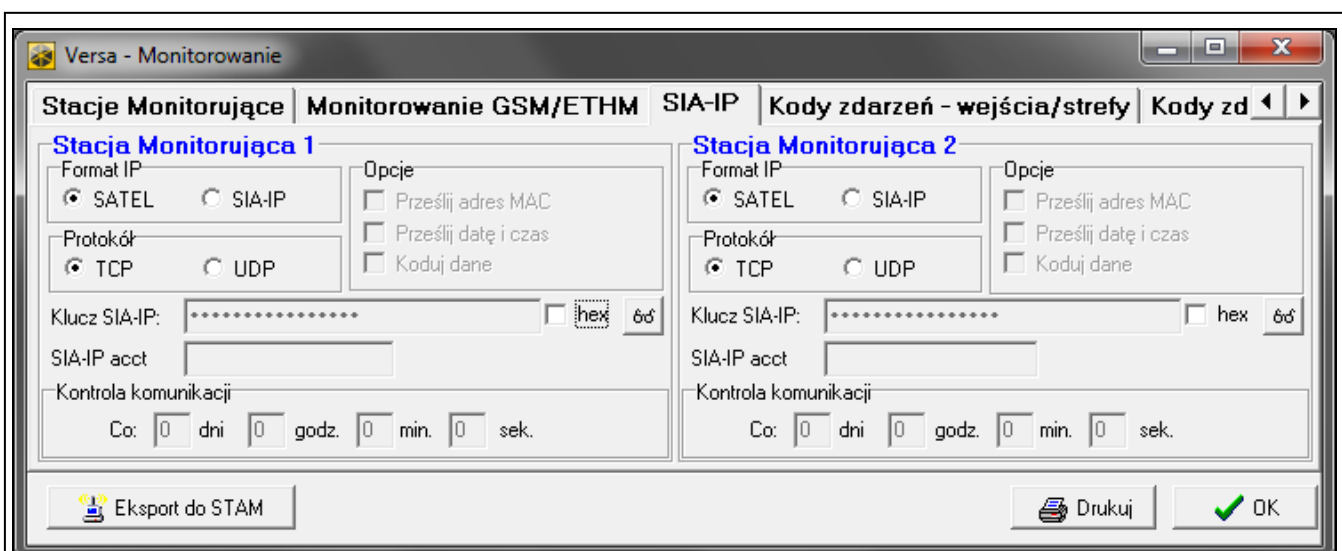 Versa - Monitorowanie
Stacje Monitorujące Monitorowanie GSM/ETHM SIA-IP Kody zdarzeń - wejścia/strefy Kody zd
Stacja Monitorująca 1
Format IP
SATEL SIA-IP
Opcje
Prześlij adres MAC
Prześlij datę i czas
Koduj dane
Protokół
TCP UDP
Klucz SIA-IP: **************** hex
SIA-IP acct
Kontrola komunikacji
Co: 0 dni 0 godz. 0 min. 0 sek.
Stacja Monitorująca 2
Format IP
SATEL SIA-IP
Opcje
Prześlij adres MAC
Prześlij datę i czas
Koduj dane
Protokół
TCP UDP
Klucz SIA-IP: **************** hex
SIA-IP acct
Kontrola komunikacji
Co: 0 dni 0 godz. 0 min. 0 sek.
Eksport do STAM Drukuj OK